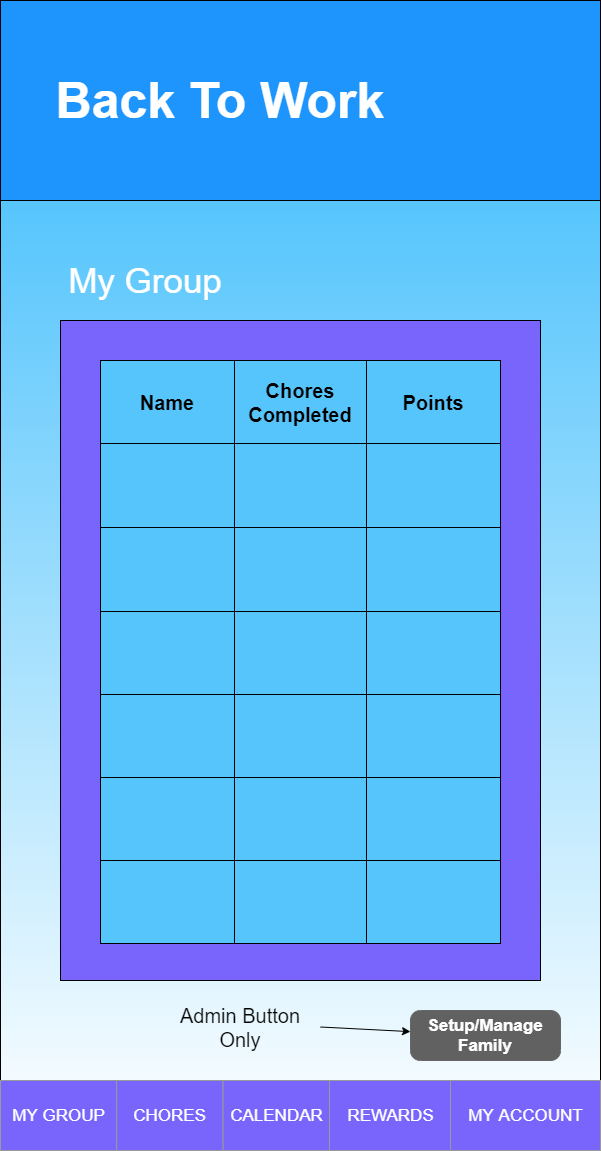 Back To Work
My Group
Name
Chores
Completed
Points
Admin Button
Only
Setup/Manage
Family
MY GROUP
CHORES
CALENDAR
REWARDS
MY ACCOUNT